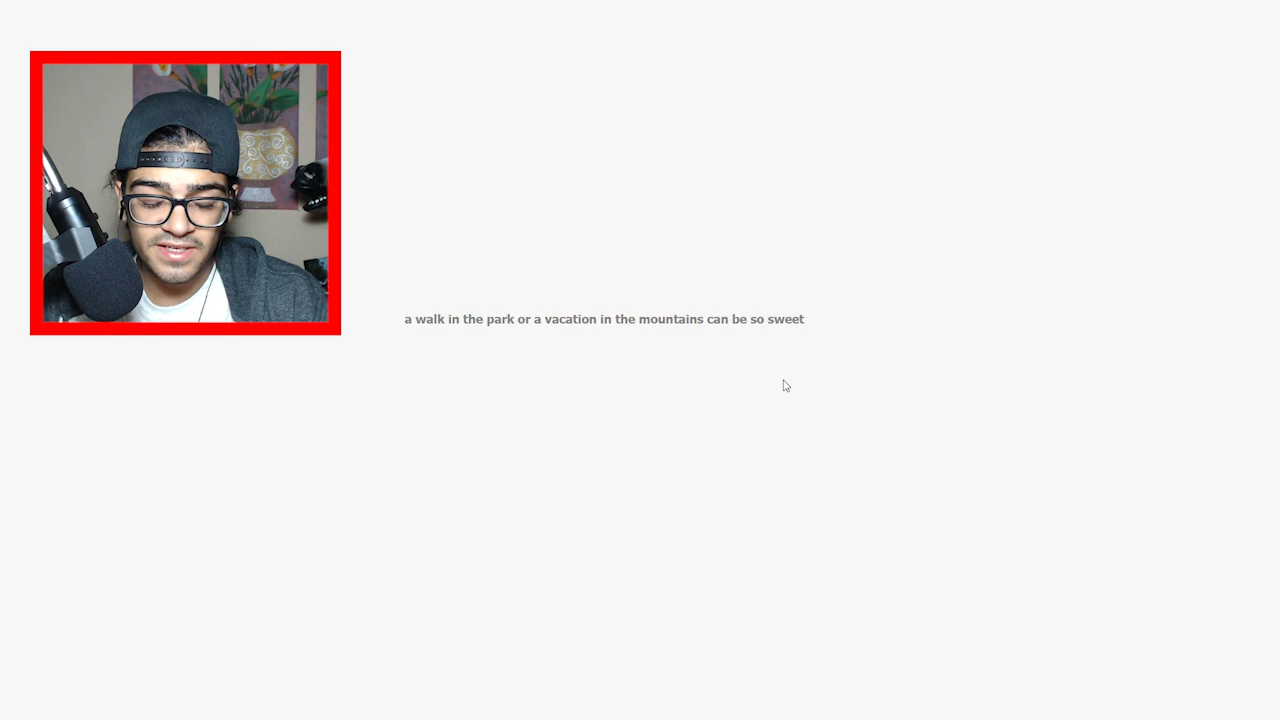 a walk in the park or a vacation in the mountains can be so sweet